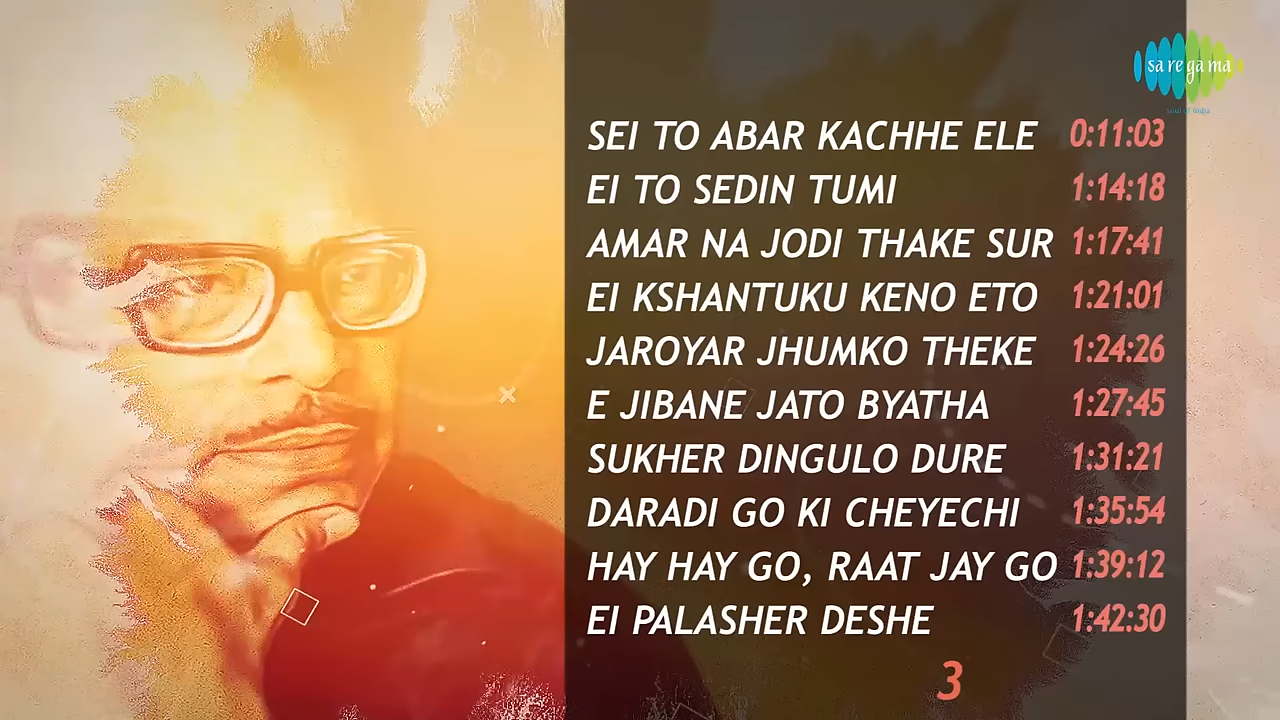 sa re ga ma
soul of India
SEI TO ABAR KACHHE ELE 0:11:03
EI TO SEDIN TUMI 1:14:18
AMAR NA JODI THAKE SUR 1:17:41
EI KSHANTUKU KENO ETO 1:21:01
JAROYAR JHUMKO THEKE 1:24:26
E JIBANE JATO BYATHA 1:27:45
SUKHER DINGULO DURE 1:31:21
DARADI GO KI CHEYECHI 1:35:54
HAY HAY GO, RAAT JAY GO 1:39:12
EI PALASHER DESHE 1:42:30
3